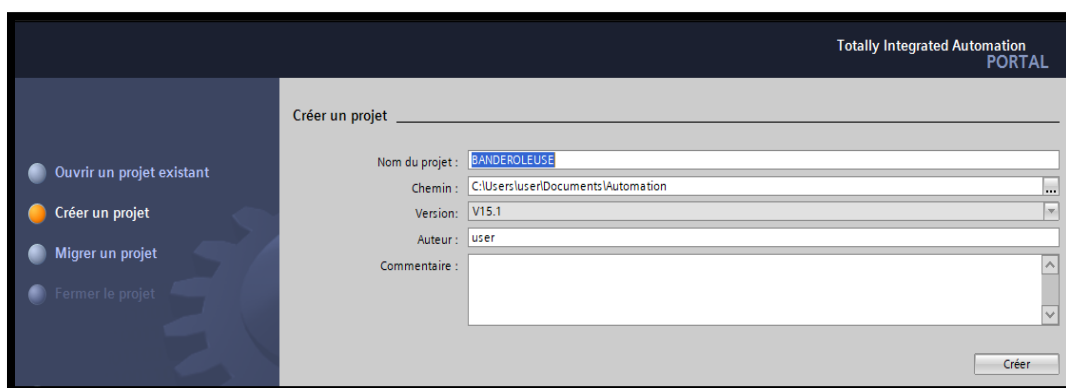 Totally Integrated Automation
PORTAL
Ouvrir un projet existant
Créer un projet
Migrer un projet
Fermer le projet
Créer un projet
Nom du projet : BANDEROLEUSE
Chemin : C:\Users\user\Documents\Automation
...
Version: V15.1
Auteur : user
Commentaire :
Créer